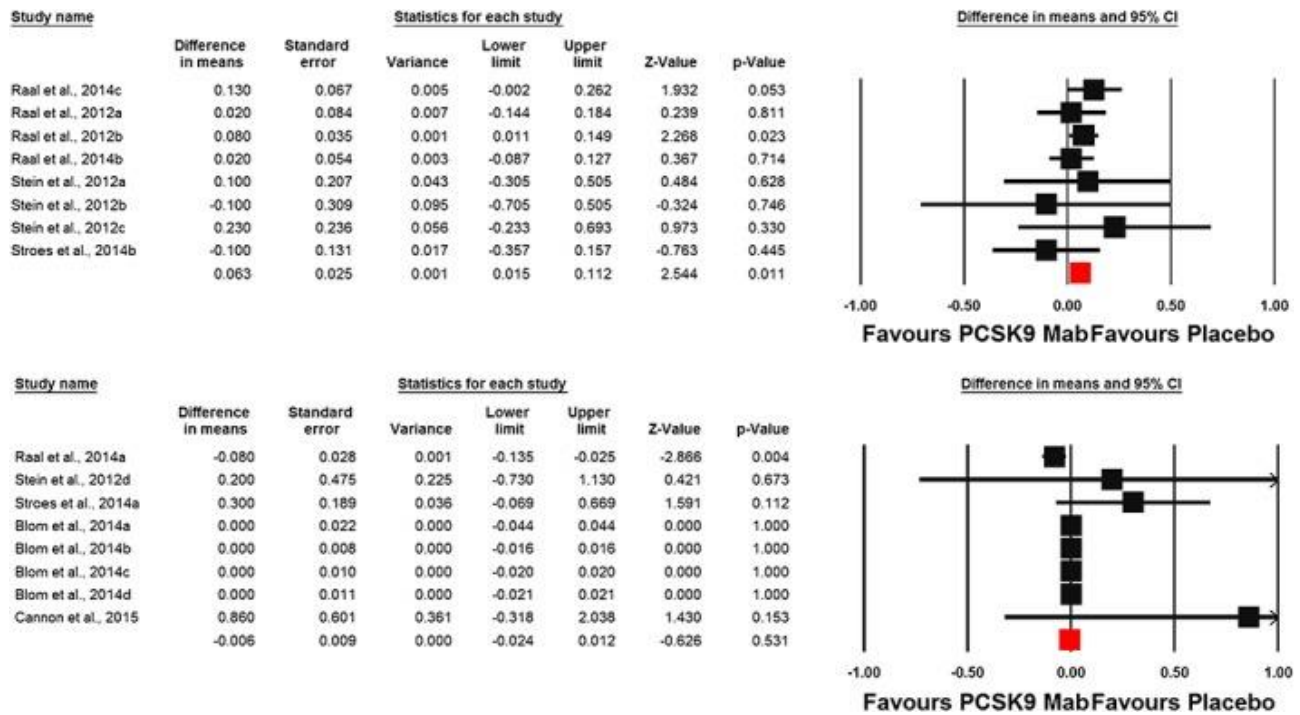 Study name Statistics for each study Difference in means and 95% CI
Difference in means Standard error Variance Lower limit Upper limit Z-Value p-Value
Raal et al., 2014c 0.130 0.067 0.005 -0.002 0.262 1.932 0.053
Raal et al., 2012a 0.020 0.084 0.007 -0.144 0.184 0.239 0.811
Raal et al., 2012b 0.080 0.035 0.001 0.011 0.149 2.268 0.023
Raal et al., 2014b 0.020 0.054 0.003 -0.087 0.127 0.367 0.714
Stein et al., 2012a 0.100 0.207 0.043 -0.305 0.505 0.484 0.628
Stein et al., 2012b -0.100 0.309 0.095 -0.705 0.505 -0.324 0.746
Stein et al., 2012c 0.230 0.236 0.056 -0.233 0.693 0.973 0.330
Stroes et al., 2014b -0.100 0.131 0.017 -0.357 0.157 -0.763 0.445
0.063 0.025 0.001 0.015 0.112 2.544 0.011
-1.00 -0.50 0.00 0.50 1.00
Favours PCSK9 MabFavours Placebo
Study name Statistics for each study Difference in means and 95% CI
Difference in means Standard error Variance Lower limit Upper limit Z-Value p-Value
Raal et al., 2014a -0.080 0.028 0.001 -0.135 -0.025 -2.866 0.004
Stein et al., 2012d 0.200 0.475 0.225 -0.730 1.130 0.421 0.673
Stroes et al., 2014a 0.300 0.189 0.036 -0.069 0.669 1.591 0.112
Blom et al., 2014a 0.000 0.022 0.000 -0.044 0.044 0.000 1.000
Blom et al., 2014b 0.000 0.008 0.000 -0.016 0.016 0.000 1.000
Blom et al., 2014c 0.000 0.010 0.000 -0.020 0.020 0.000 1.000
Blom et al., 2014d 0.000 0.011 0.000 -0.021 0.021 0.000 1.000
Cannon et al., 2015 0.860 0.601 0.361 -0.318 2.038 1.430 0.153
-0.006 0.009 0.000 -0.024 0.012 -0.626 0.531
-1.00 -0.50 0.00 0.50 1.00
Favours PCSK9 MabFavours Placebo